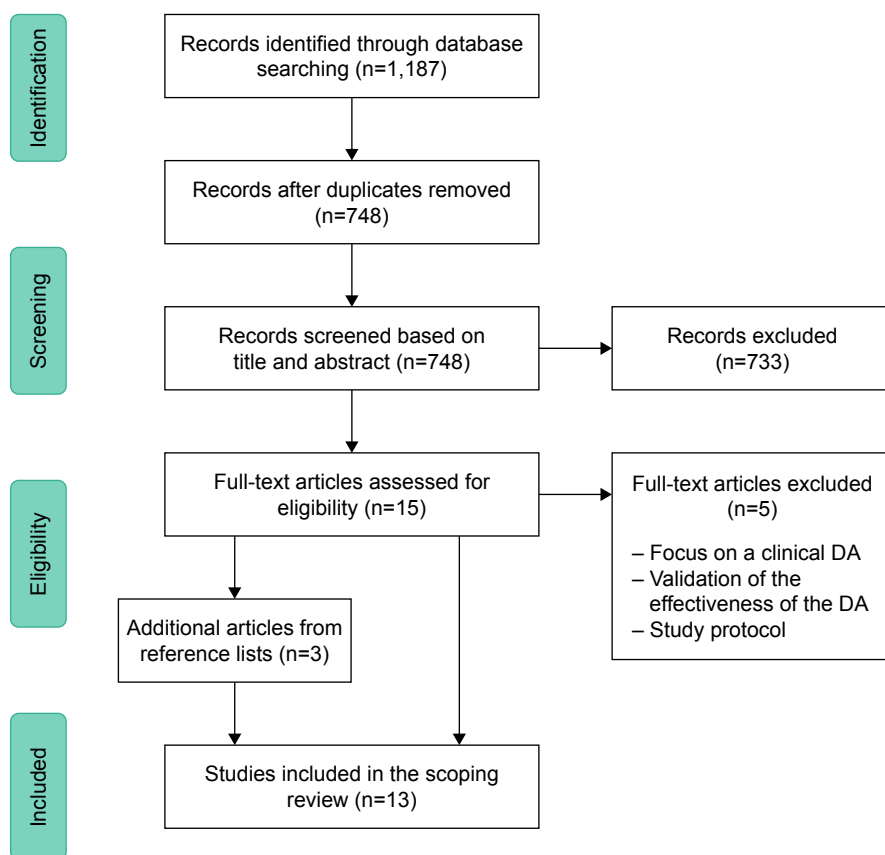 Identification
Records identified through database
searching (n=1,187)
Records after duplicates removed
(n=748)
Screening
Records screened based on
title and abstract (n=748)
Records excluded
(n=733)
Eligibility
Full-text articles assessed for
eligibility (n=15)
Full-text articles excluded
(n=5)
– Focus on a clinical DA
– Validation of the
effectiveness of the DA
– Study protocol
Additional articles from
reference lists (n=3)
Included
Studies included in the scoping
review (n=13)